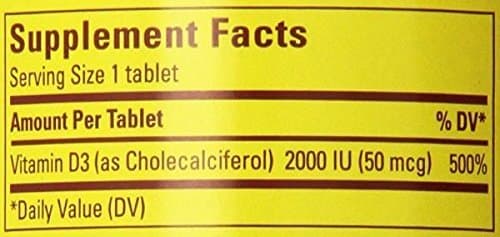 Supplement Facts
Serving Size 1 tablet
Amount Per Tablet % DV*
Vitamin D3 (as Cholecalciferol) 2000 IU (50 mcg) 500%
*Daily Value (DV)